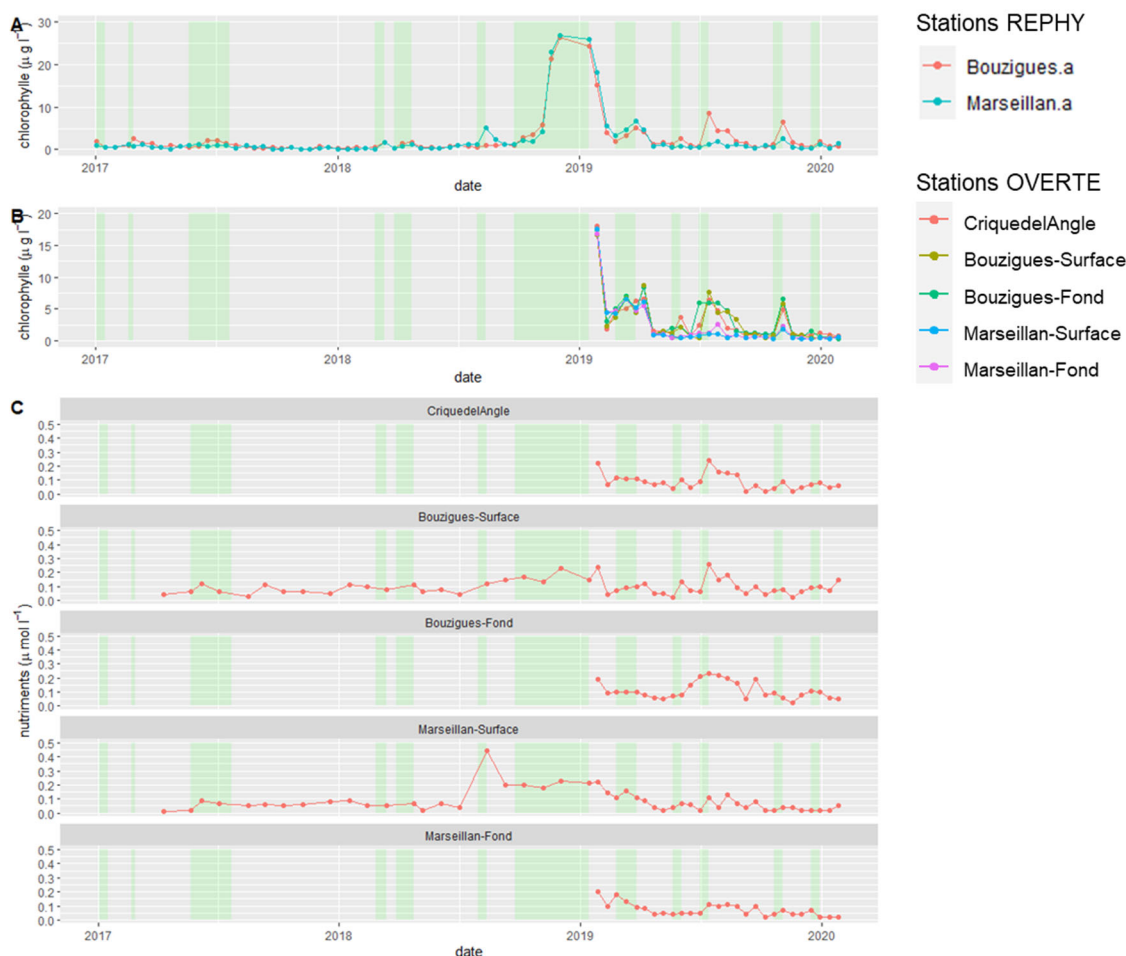 A
chlorophylle (μ g l⁻¹)
30
20
10
0
2017
2018
2019
2020
date
Stations REPHY
Bouzigues.a
Marseillan.a
B
chlorophylle (μ g l⁻¹)
20
15
10
5
0
2017
2018
2019
2020
date
Stations OVERTE
CriquedelAngle
Bouzigues-Surface
Bouzigues-Fond
Marseillan-Surface
Marseillan-Fond
C
nutriments (μ mol l⁻¹)
CriquedelAngle
0.5
0.4
0.3
0.2
0.1
0.0
Bouzigues-Surface
0.5
0.4
0.3
0.2
0.1
0.0
Bouzigues-Fond
0.5
0.4
0.3
0.2
0.1
0.0
Marseillan-Surface
0.5
0.4
0.3
0.2
0.1
0.0
Marseillan-Fond
0.5
0.4
0.3
0.2
0.1
0.0
2017
2018
2019
2020
date